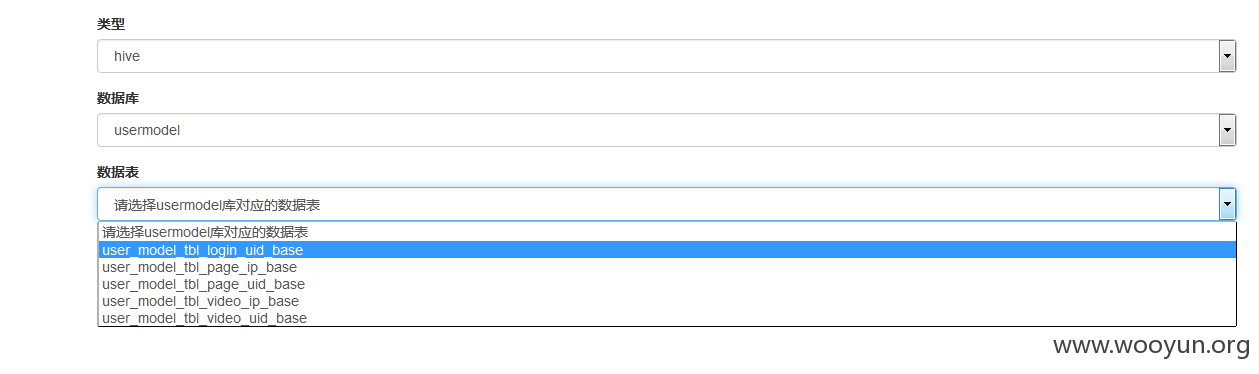 类型
hive
数据库
usermodel
数据表
请选择usermodel库对应的数据表
请选择usermodel库对应的数据表
user_model_tbl_login_uid_base
user_model_tbl_page_ip_base
user_model_tbl_page_uid_base
user_model_tbl_video_ip_base
user_model_tbl_video_uid_base
www.wooyun.org